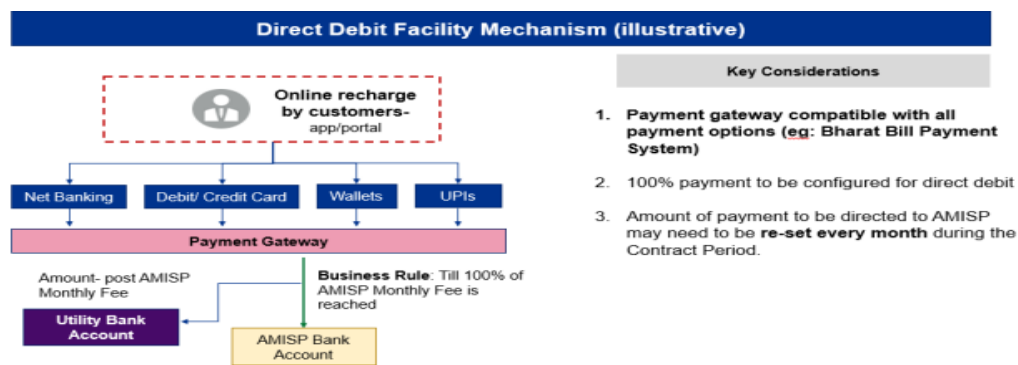 Direct Debit Facility Mechanism (illustrative)
Online recharge
by customers-
app/portal
Net Banking
Debit/ Credit Card
Wallets
UPIs
Payment Gateway
Amount- post AMISP
Monthly Fee
Business Rule: Till 100% of
AMISP Monthly Fee is
reached
Utility Bank
Account
AMISP Bank
Account
Key Considerations
1. Payment gateway compatible with all
payment options (eg: Bharat Bill Payment
System)
2. 100% payment to be configured for direct debit
3. Amount of payment to be directed to AMISP
may need to be re-set every month during the
Contract Period.